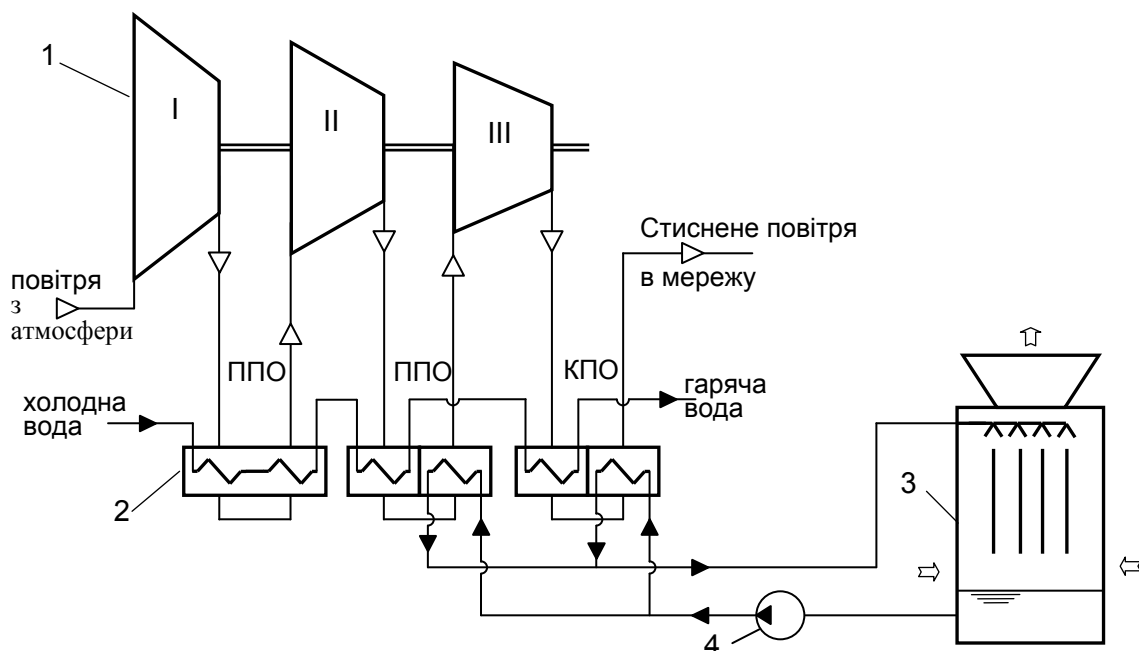 1
I
II
III
Стиснене повітря
в мережу
повітря
з
атмосфери
ППО
ППО
КПО
холодна
вода
гаряча
вода
2
3
4